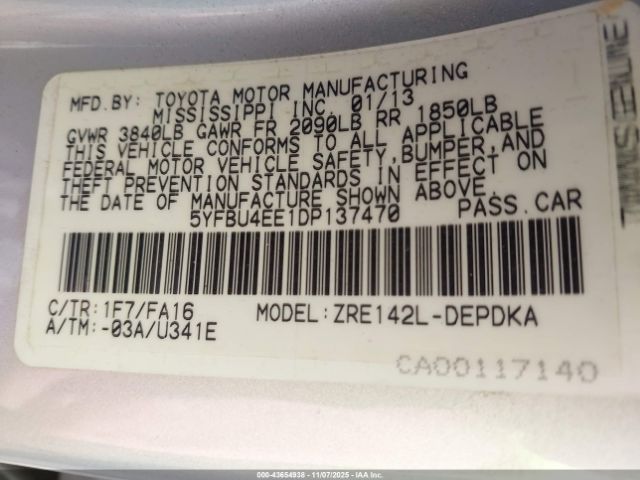 MFD.BY: TOYOTA MOTOR MANUFACTURING
MISSISSIPPI INC. 01/13
GVWR 3840LB GAWR FR 2090LB RR 1850LB
THIS VEHICLE CONFORMS TO ALL APPLICABLE
FEDERAL MOTOR VEHICLE SAFETY,BUMPER,AND
THEFT PREVENTION STANDARDS IN EFFECT ON
THE DATE OF MANUFACTURE SHOWN ABOVE.
5YFBU4EE1DP137470 PASS.CAR
C/TR:1F7/FA16 MODEL:ZRE142L-DEPDKA
A/TM:-03A/U341E
CA00117140
000-43654938 - 11/07/2025 - IAA Inc.